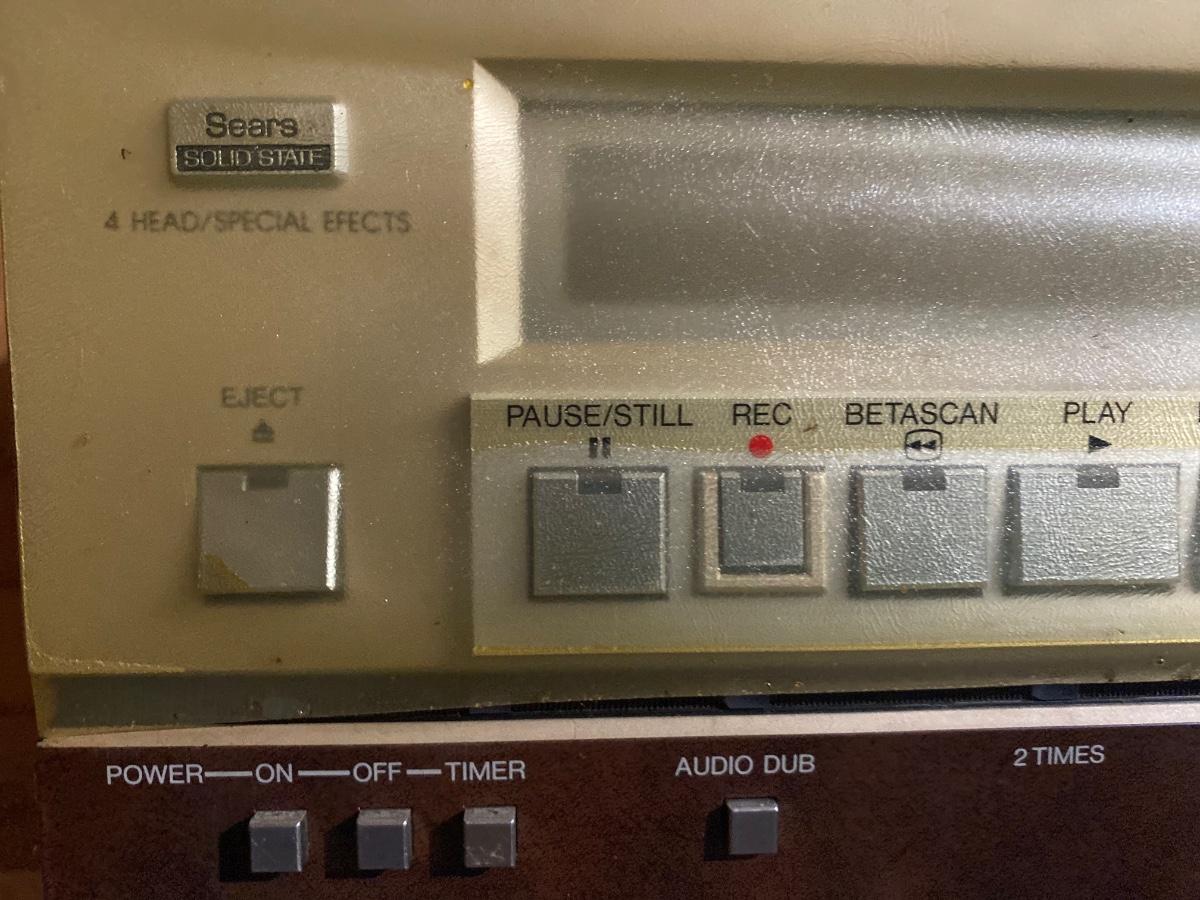 Sears
SOLID STATE
4 HEAD/SPECIAL EFFECTS
EJECT
PAUSE/STILL REC BETASCAN PLAY
POWER ON OFF TIMER AUDIO DUB 2 TIMES